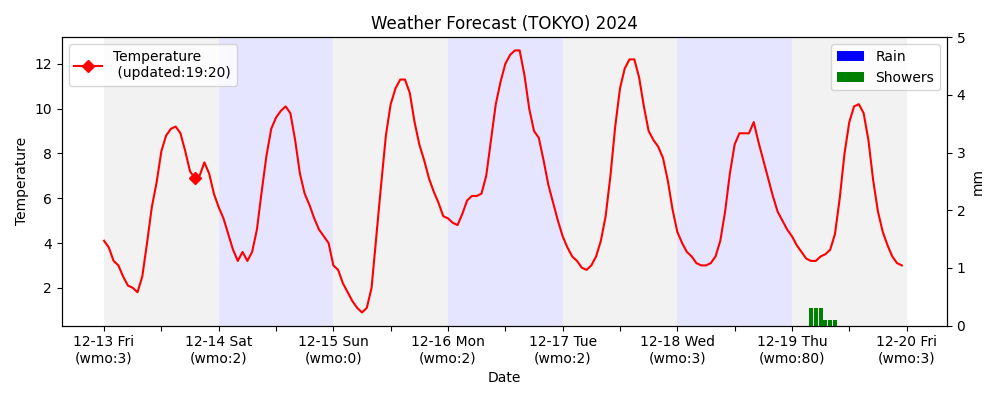 Weather Forecast (TOKYO) 2024
Temperature
(updated:19:20)
Rain
Showers
Temperature
12
10
8
6
4
2
5
4
3
2
1
0
mm
12-13 Fri
(wmo:3)
12-14 Sat
(wmo:2)
12-15 Sun
(wmo:0)
12-16 Mon
(wmo:2)
12-17 Tue
(wmo:2)
12-18 Wed
(wmo:3)
12-19 Thu
(wmo:80)
12-20 Fri
(wmo:3)
Date